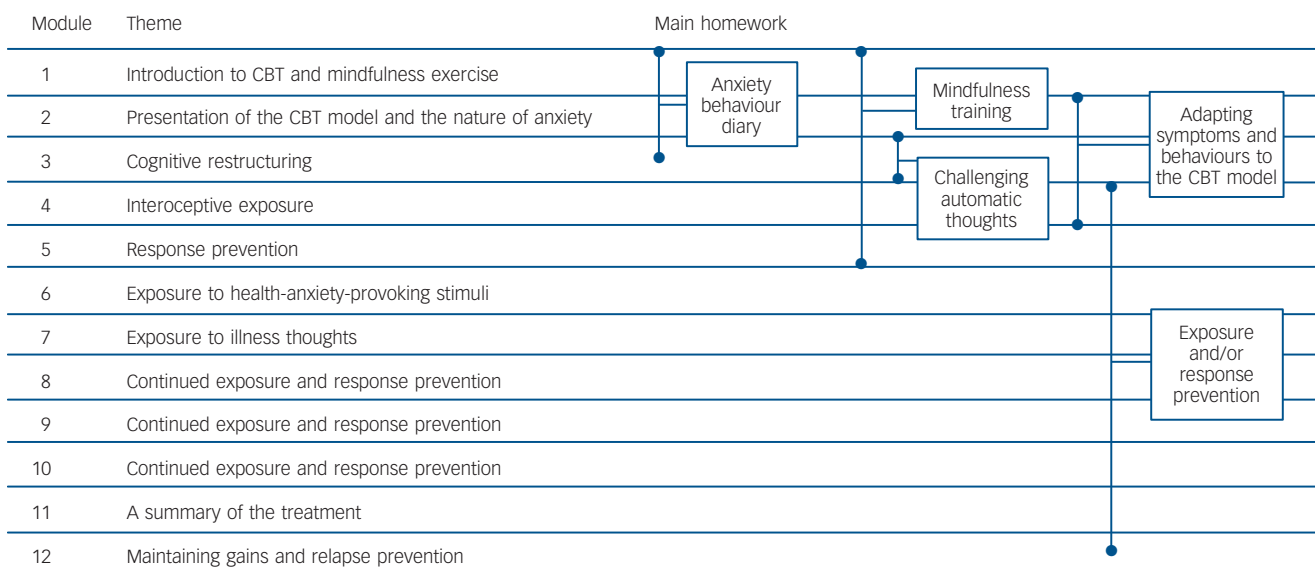 Module Theme Main homework
1 Introduction to CBT and mindfulness exercise
2 Presentation of the CBT model and the nature of anxiety
3 Cognitive restructuring
4 Interoceptive exposure
5 Response prevention
6 Exposure to health-anxiety-provoking stimuli
7 Exposure to illness thoughts
8 Continued exposure and response prevention
9 Continued exposure and response prevention
10 Continued exposure and response prevention
11 A summary of the treatment
12 Maintaining gains and relapse prevention
Anxiety
behaviour
diary
Mindfulness
training
Challenging
automatic
thoughts
Adapting
symptoms and
behaviours to
the CBT model
Exposure
and/or
response
prevention